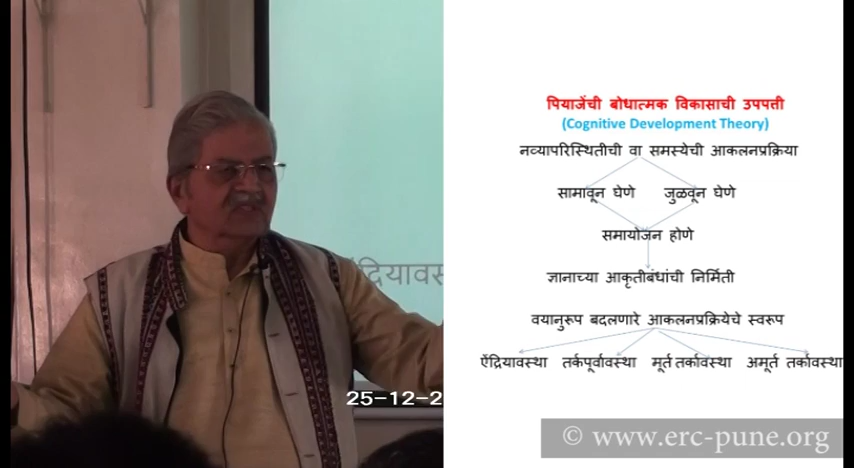 पियाजेंची बोधात्मक विकासाची उपपत्ती
(Cognitive Development Theory)
नव्यापरिस्थितीची वा समस्येची आकलनप्रक्रिया
सामावून घेणे जुळवून घेणे
समायोजन होणे
ज्ञानाच्या आकृतीबंधांची निर्मिती
वयानुरूप बदलणारे आकलनप्रक्रियेचे स्वरूप
ऐंद्रियावस्था तर्कपूर्वावस्था मूर्त तर्कावस्था अमूर्त तर्कावस्था
25-12-2
© www.erc-pune.org